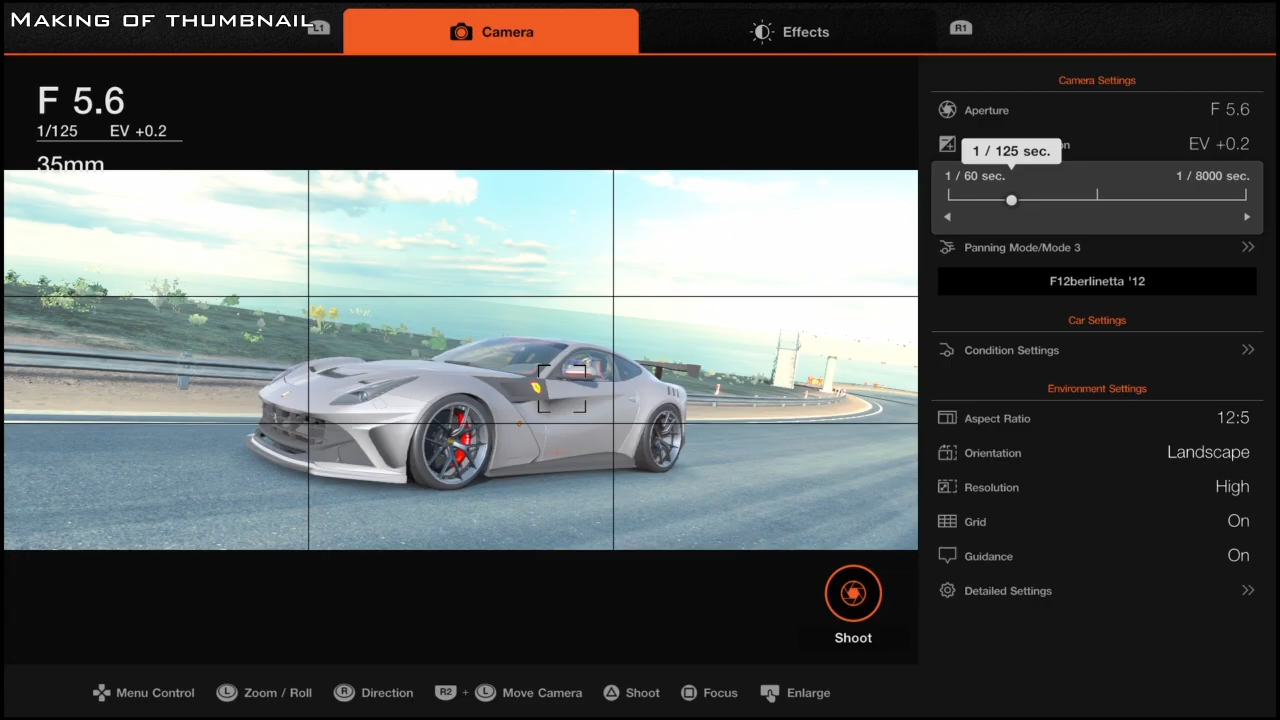 MAKING OF THUMBNAIL
L1
Camera
Effects
R1
F 5.6
1/125 EV +0.2
35mm
Camera Settings
Aperture F 5.6
EV +0.2
1 / 125 sec.
1 / 60 sec. 1 / 8000 sec.
Panning Mode/Mode 3
F12berlinetta '12
Car Settings
Condition Settings
Environment Settings
Aspect Ratio 12:5
Orientation Landscape
Resolution High
Grid On
Guidance On
Detailed Settings
Shoot
Menu Control L Zoom / Roll R Direction R2 + L Move Camera Shoot Focus Enlarge